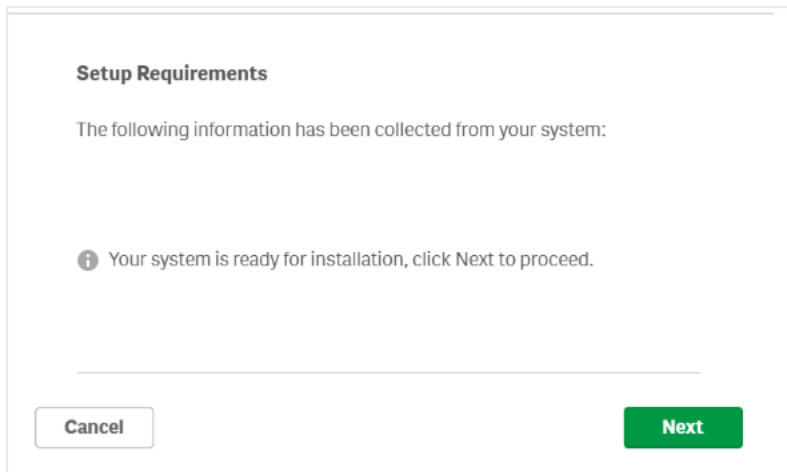 Setup Requirements
The following information has been collected from your system:
Your system is ready for installation, click Next to proceed.
Cancel
Next